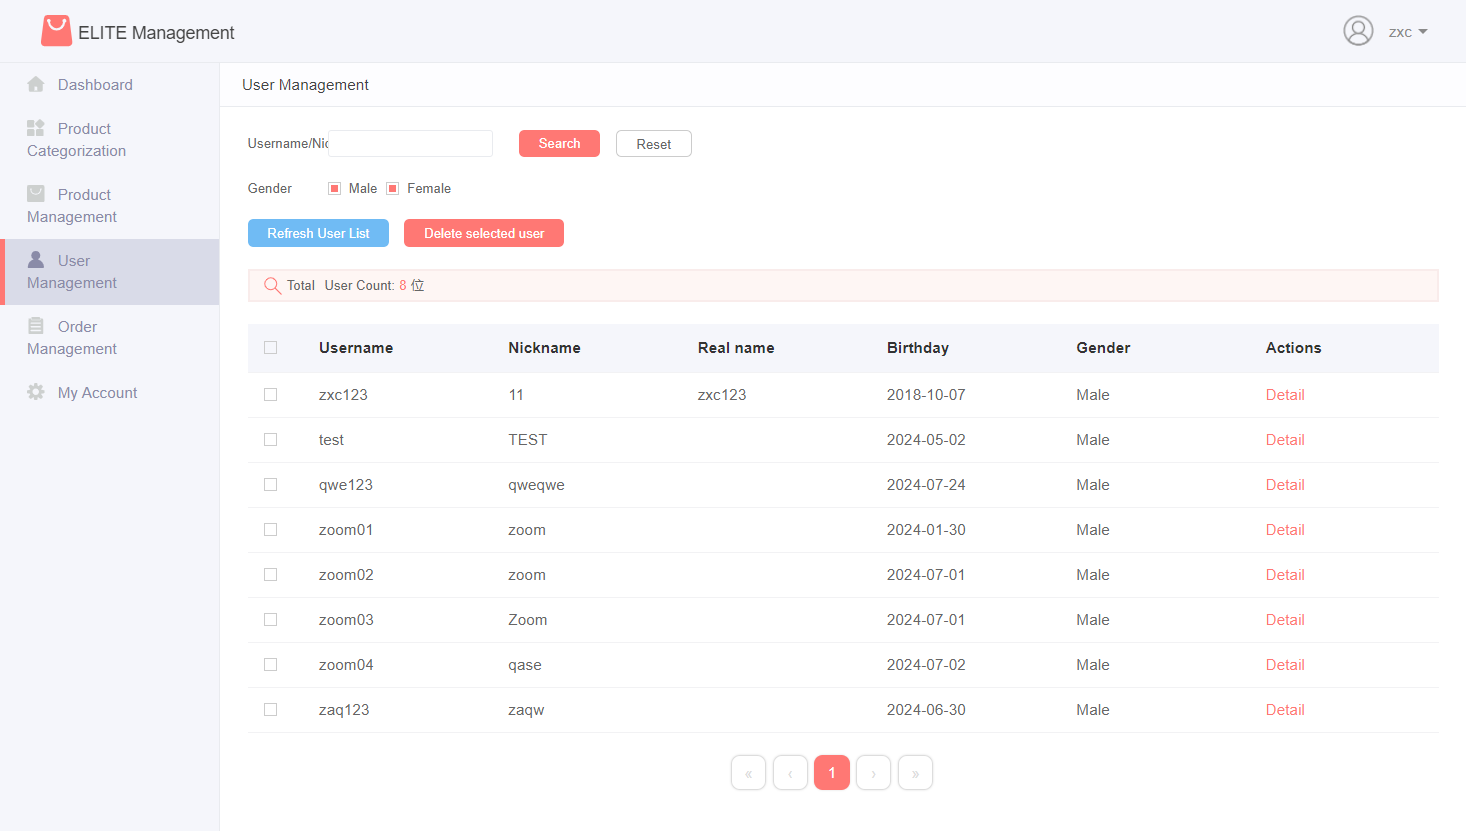 ELITE Management
zxc
Dashboard
Product
Categorization
Product
Management
User
Management
Order
Management
My Account
User Management
Username/Nic
Search
Reset
Gender
Male
Female
Refresh User List
Delete selected user
Total User Count: 8 位
Username Nickname Real name Birthday Gender Actions
zxc123 11 zxc123 2018-10-07 Male Detail
test TEST 2024-05-02 Male Detail
qwe123 qweqwe 2024-07-24 Male Detail
zoom01 zoom 2024-01-30 Male Detail
zoom02 zoom 2024-07-01 Male Detail
zoom03 Zoom 2024-07-01 Male Detail
zoom04 qase 2024-07-02 Male Detail
zaq123 zaqw 2024-06-30 Male Detail
« ‹ 1 › »